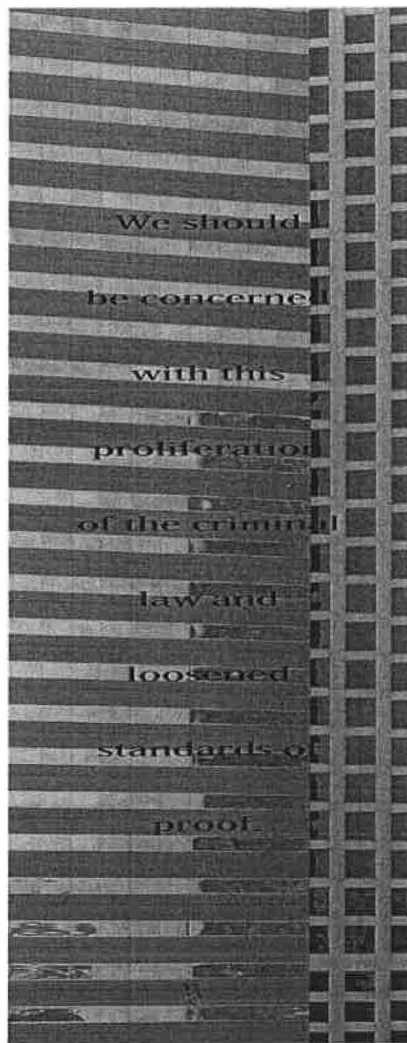 We should
be concerned
with this
proliferation
of the criminal
law and
loosened
standards of
proof.